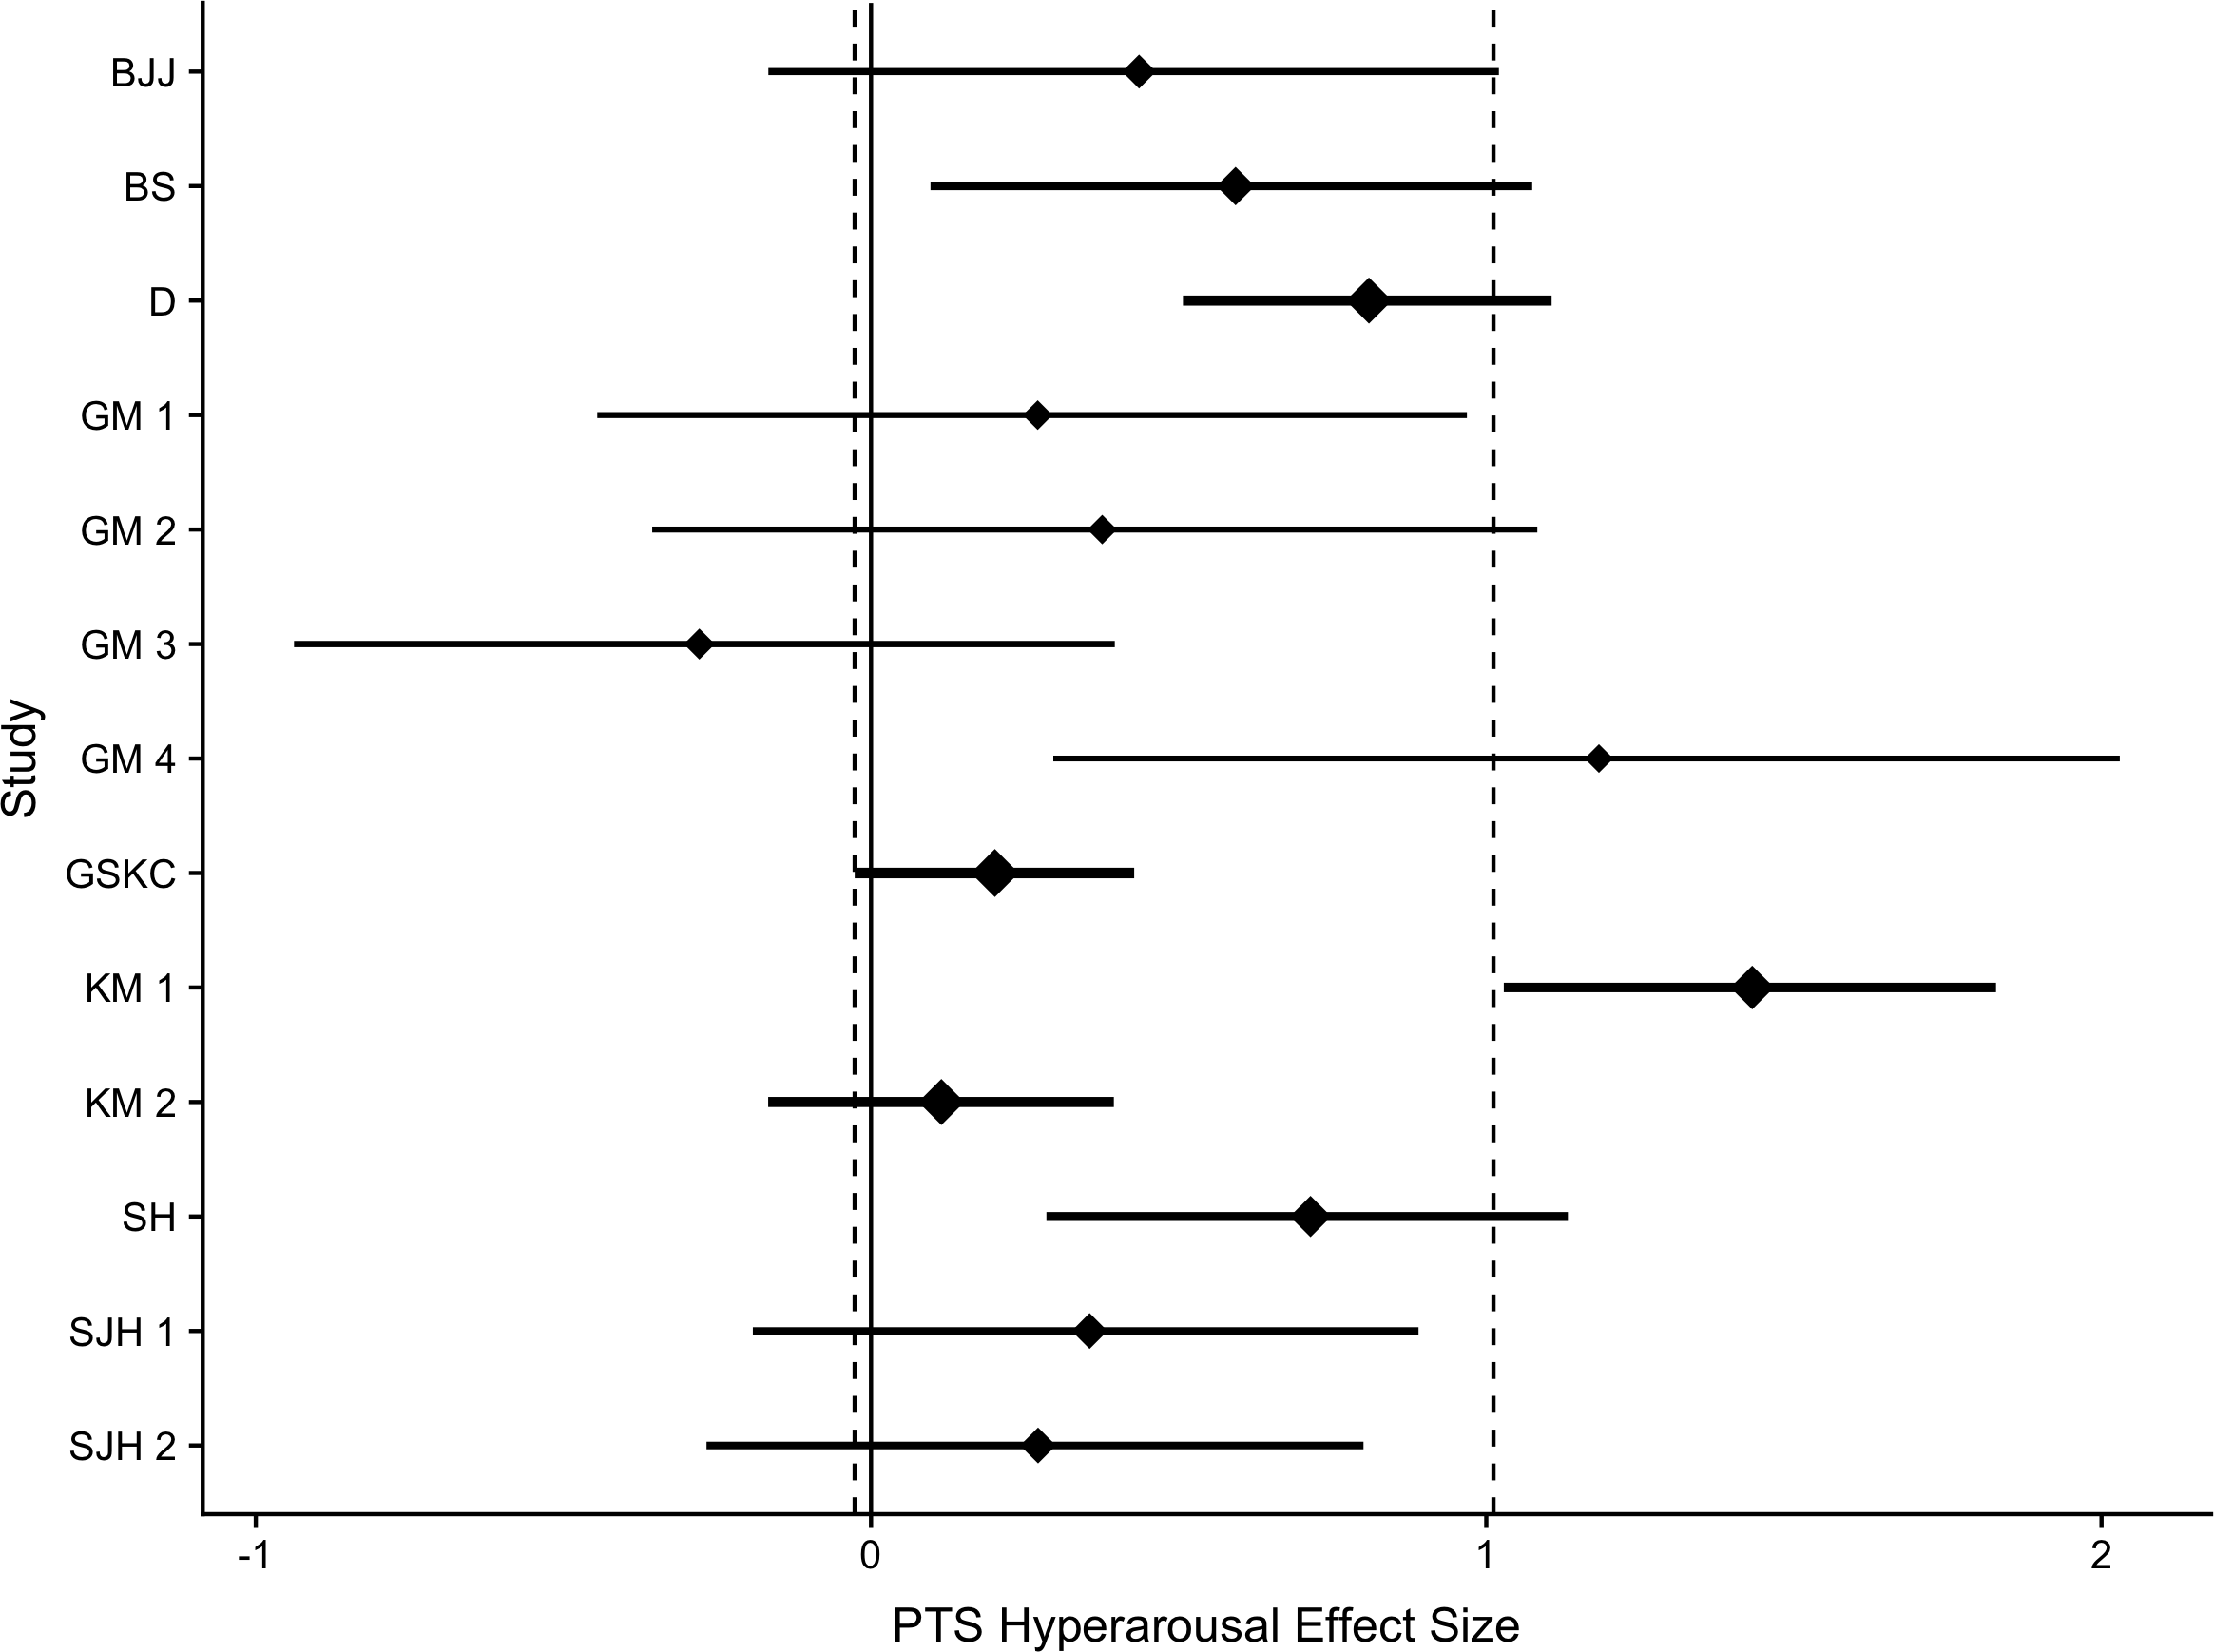 BJJ
BS
D
GM 1
GM 2
GM 3
GM 4
GSKC
KM 1
KM 2
SH
SJH 1
SJH 2
Study
-1 0 1 2
PTS Hyperarousal Effect Size